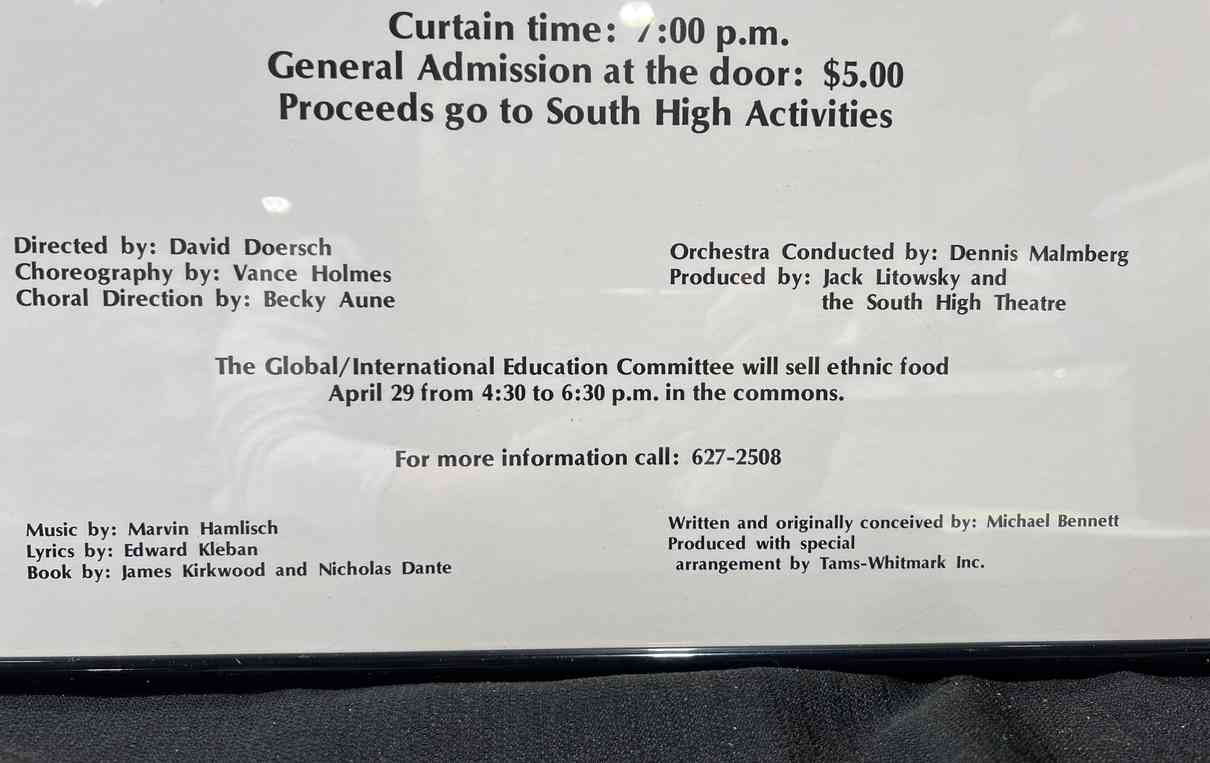 Curtain time: 7:00 p.m.
General Admission at the door: $5.00
Proceeds go to South High Activities
Directed by: David Doersch
Choreography by: Vance Holmes
Choral Direction by: Becky Aune
Orchestra Conducted by: Dennis Malmberg
Produced by: Jack Litowsky and
the South High Theatre
The Global/International Education Committee will sell ethnic food
April 29 from 4:30 to 6:30 p.m. in the commons.
For more information call: 627-2508
Music by: Marvin Hamlisch
Lyrics by: Edward Kleban
Book by: James Kirkwood and Nicholas Dante
Written and originally conceived by: Michael Bennett
Produced with special
arrangement by Tams-Whitmark Inc.